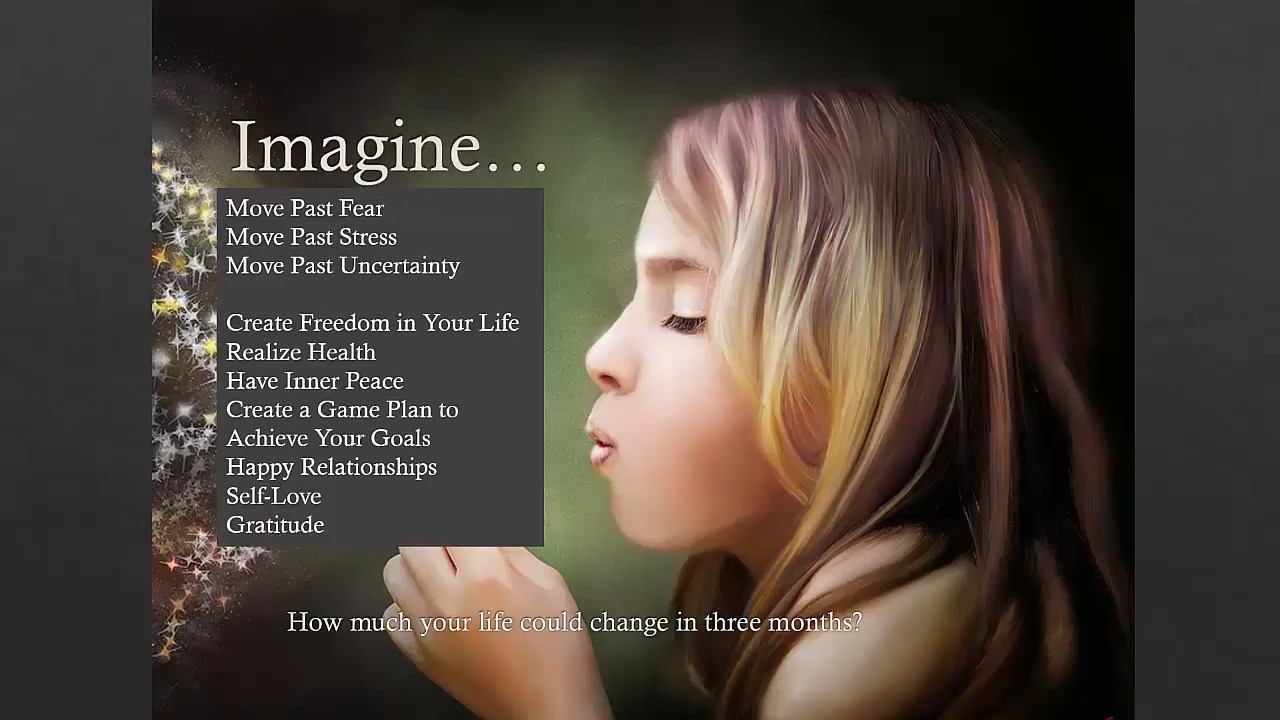 Imagine...
Move Past Fear
Move Past Stress
Move Past Uncertainty
Create Freedom in Your Life
Realize Health
Have Inner Peace
Create a Game Plan to
Achieve Your Goals
Happy Relationships
Self-Love
Gratitude
How much your life could change in three months?